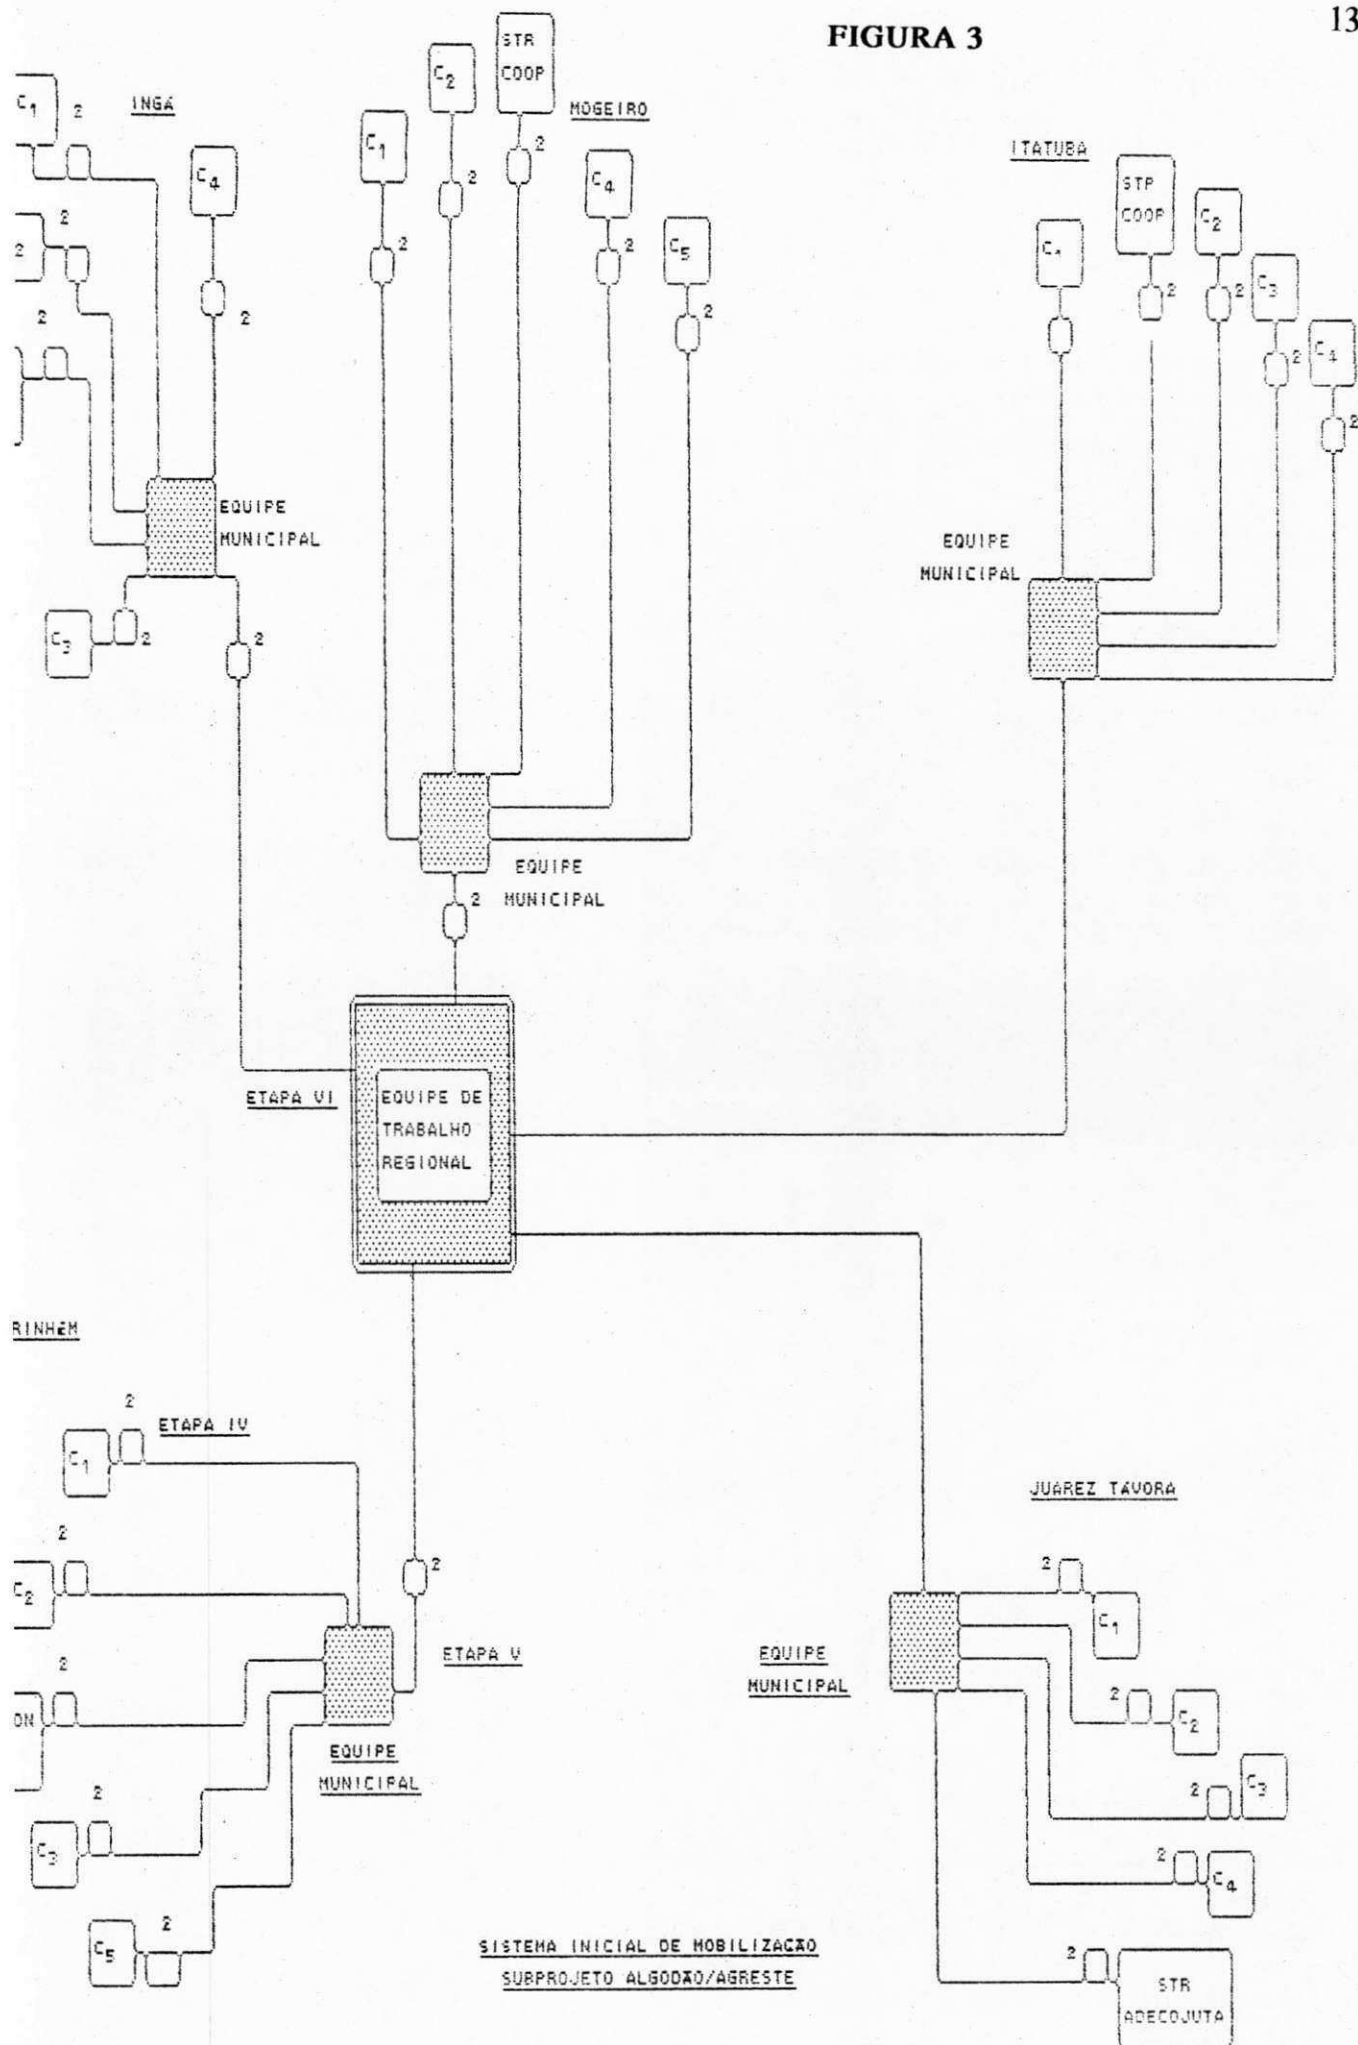 FIGURA 3
13
C1
2
INGÁ
C4
2
2
2
2
C3
2
2
EQUIPE
MUNICIPAL
C1
2
C2
2
STR
COOP
2
MOGEIRO
C4
2
C5
2
EQUIPE
MUNICIPAL
2
ITATUBA
C1
STP
COOP
2
C2
2
C3
2
C4
2
EQUIPE
MUNICIPAL
ETAPA VI
EQUIPE DE
TRABALHO
REGIONAL
RINHEM
2
ETAPA IV
C1
2
C2
2
ON
2
C3
2
C5
2
ETAPA V
EQUIPE
MUNICIPAL
JUAREZ TÁVORA
2
C1
EQUIPE
MUNICIPAL
2
C2
2
C3
2
C4
2
STR
ADECOJUTA
SISTEMA INICIAL DE MOBILIZAÇÃO
SUBPROJETO ALGODÃO/AGRESTE